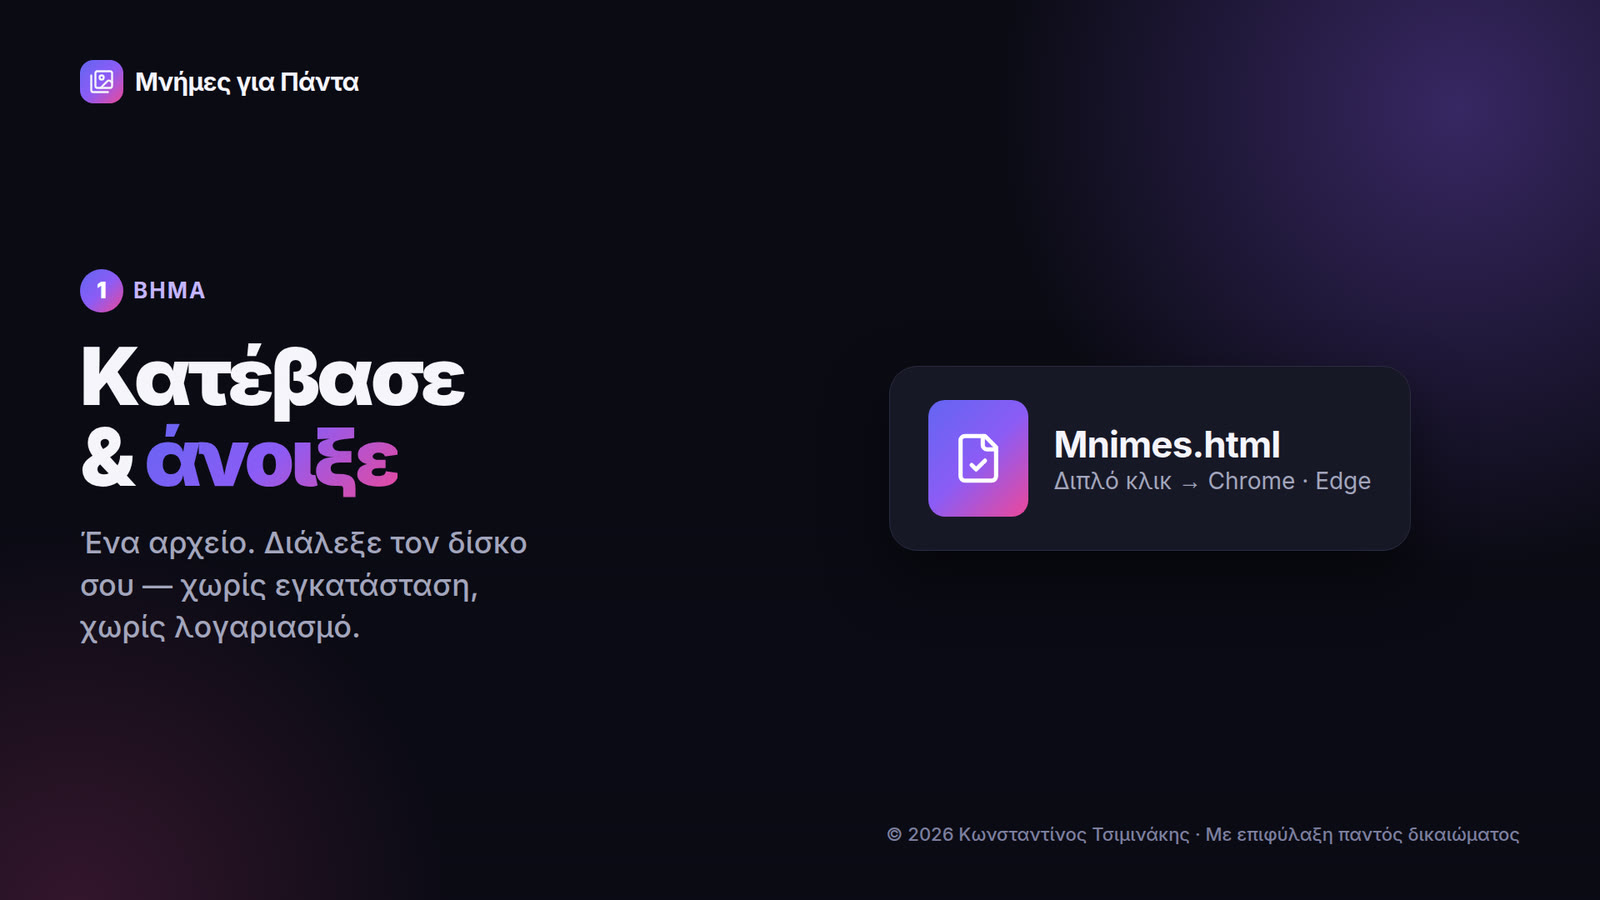 Μνήμες για Πάντα
1 ΒΗΜΑ
Κατέβασε
& άνοιξε
Ένα αρχείο. Διάλεξε τον δίσκο
σου — χωρίς εγκατάσταση,
χωρίς λογαριασμό.
Mnimes.html
Διπλό κλικ → Chrome · Edge
© 2026 Κωνσταντίνος Τσιμινάκης · Με επιφύλαξη παντός δικαιώματος